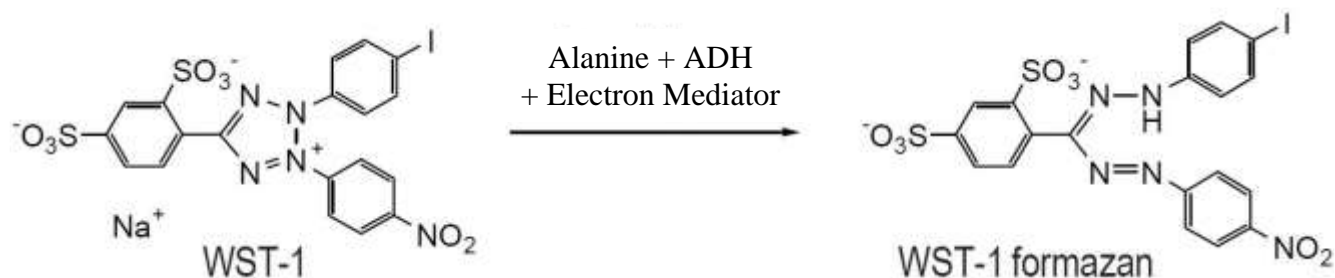 Alanine + ADH
+ Electron Mediator
I
SO₃⁻
N
N
⁻O₃S
N
N⁺
Na⁺
NO₂
WST-1
I
SO₃⁻
N
N
H
⁻O₃S
N
N
NO₂
WST-1 formazan